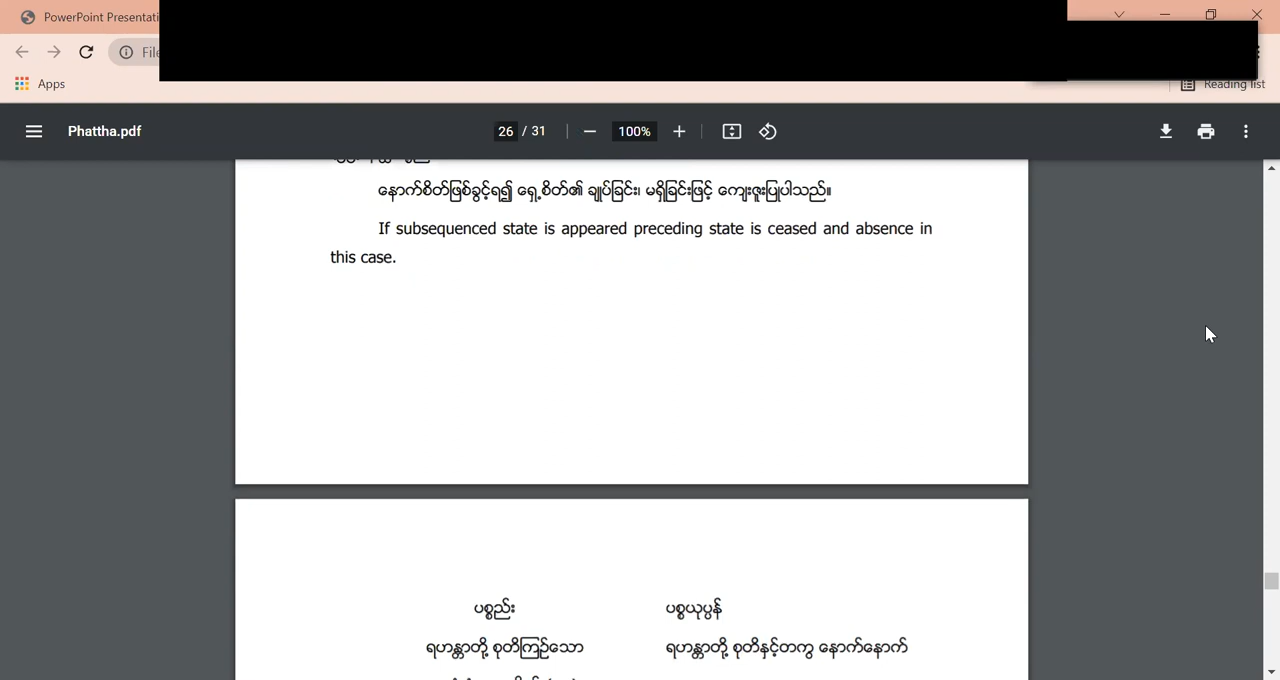 PowerPoint Presentati
File
Apps
Reading list
Phattha.pdf
26 / 31
100%
နောက်စိတ်ဖြစ်ခွင့်ရ၍ ရှေ့စိတ်၏ ချုပ်ခြင်း၊ မရှိခြင်းဖြင့် ကျေးဇူးပြုပါသည်။
If subsequenced state is appeared preceding state is ceased and absence in
this case.
ပစ္စည်း ပစ္စယုပ္ပန်
ရဟန္တာတို့ စုတိကြဉ်သော ရဟန္တာတို့ စုတိနှင့်တကွ နောက်နောက်